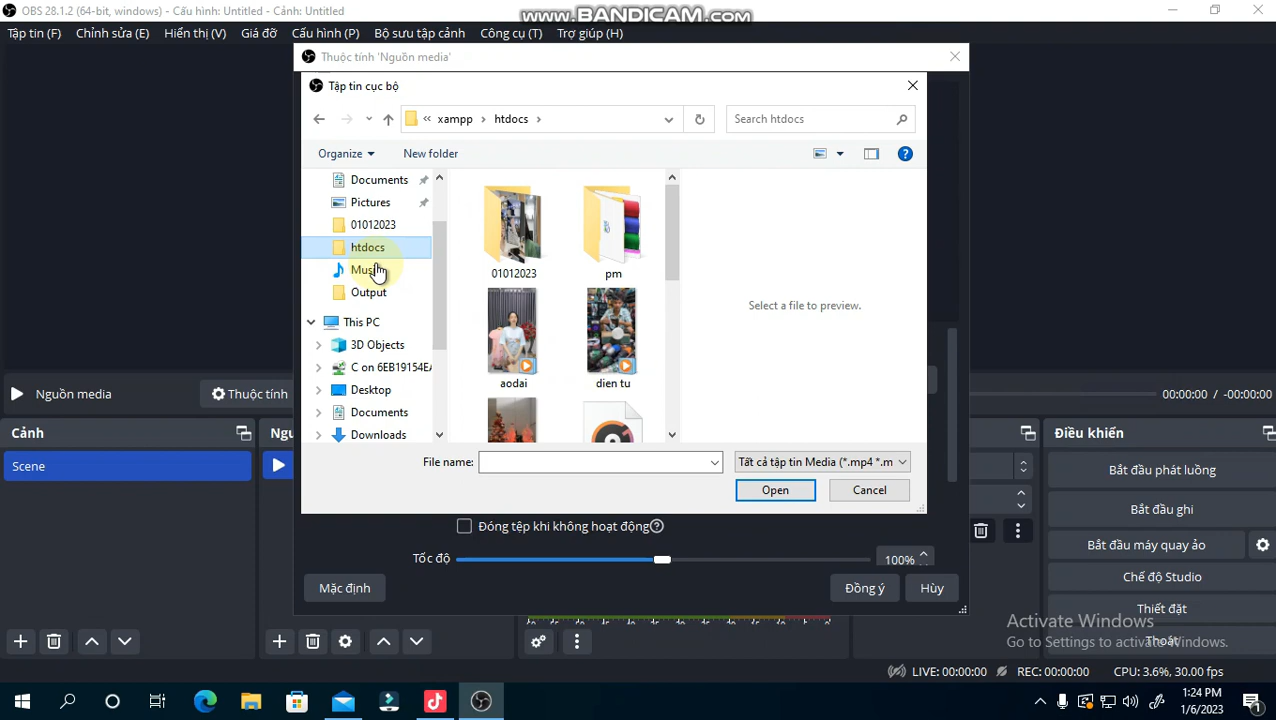 OBS 28.1.2 (64-bit, windows) - Cấu hình: Untitled - Cảnh: Untitled
www.BANDICAM.com
Tập tin (F) Chỉnh sửa (E) Hiển thị (V) Giá đỡ Cấu hình (P) Bộ sưu tập cảnh Công cụ (T) Trợ giúp (H)
Thuộc tính 'Nguồn media'
Tập tin cục bộ
« xampp › htdocs ›
Search htdocs
Organize
New folder
Documents
Pictures
01012023
htdocs
Output
This PC
3D Objects
C on 6EB19154EA
Desktop
Documents
Downloads
01012023
pm
aodai
dien tu
Select a file to preview.
File name:
Tất cả tập tin Media (*.mp4 *.m
Open
Cancel
Đóng tệp khi không hoạt động
Tốc độ
100%
Mặc định
Đồng ý
Hủy
Nguồn media
Thuộc tính
00:00:00 / -00:00:00
Cảnh
Scene
Điều khiển
Bắt đầu phát luồng
Bắt đầu ghi
Bắt đầu máy quay ảo
Chế độ Studio
Thiết đặt
Thoát
Activate Windows
Go to Settings to activate Windows.
LIVE: 00:00:00
REC: 00:00:00
CPU: 3.6%, 30.00 fps
1:24 PM
1/6/2023
1